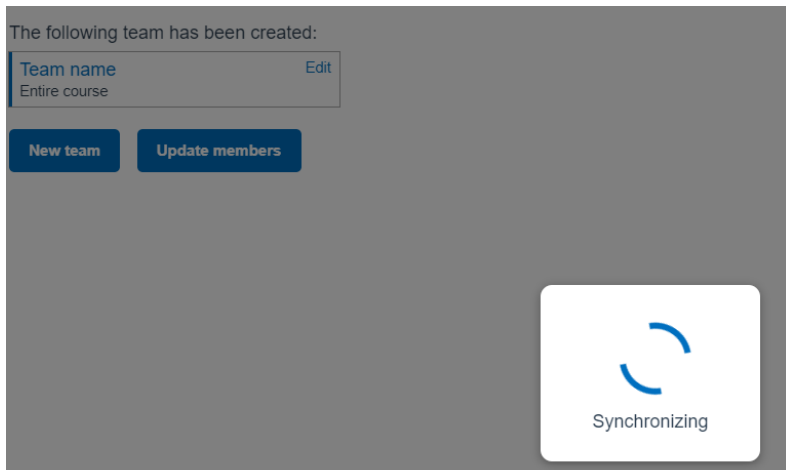 The following team has been created:
Team name Edit
Entire course
New team Update members
Synchronizing